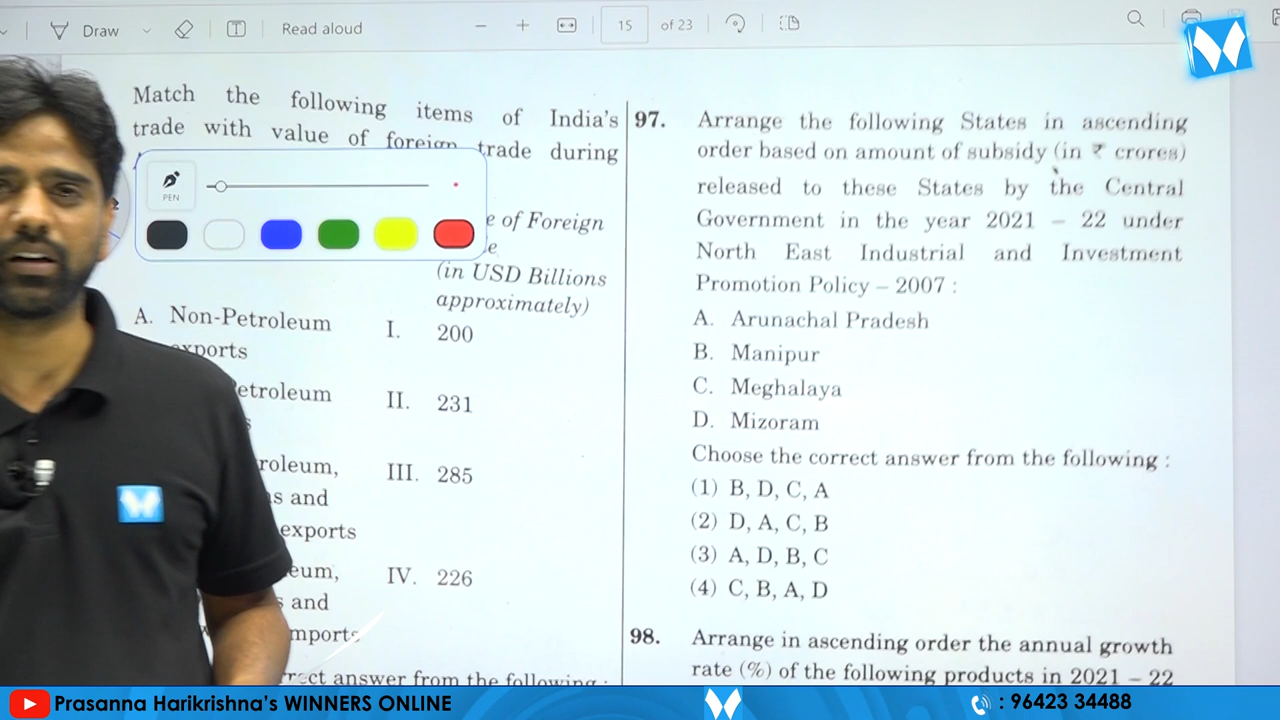 Draw
Read aloud
15
of 23
Match the following items of India's
trade with value of foreign trade during
PEN
e of Foreign
e
(in USD Billions
approximately)
A. Non-Petroleum I. 200
exports
etroleum II. 231
s
roleum, III. 285
s and
exports
eum, IV. 226
s and
mports
rect answer from the following :
97. Arrange the following States in ascending
order based on amount of subsidy (in ₹ crores)
released to these States by the Central
Government in the year 2021 – 22 under
North East Industrial and Investment
Promotion Policy – 2007 :
A. Arunachal Pradesh
B. Manipur
C. Meghalaya
D. Mizoram
Choose the correct answer from the following :
(1) B, D, C, A
(2) D, A, C, B
(3) A, D, B, C
(4) C, B, A, D
98. Arrange in ascending order the annual growth
rate (%) of the following products in 2021 – 22
Prasanna Harikrishna's WINNERS ONLINE
: 96423 34488